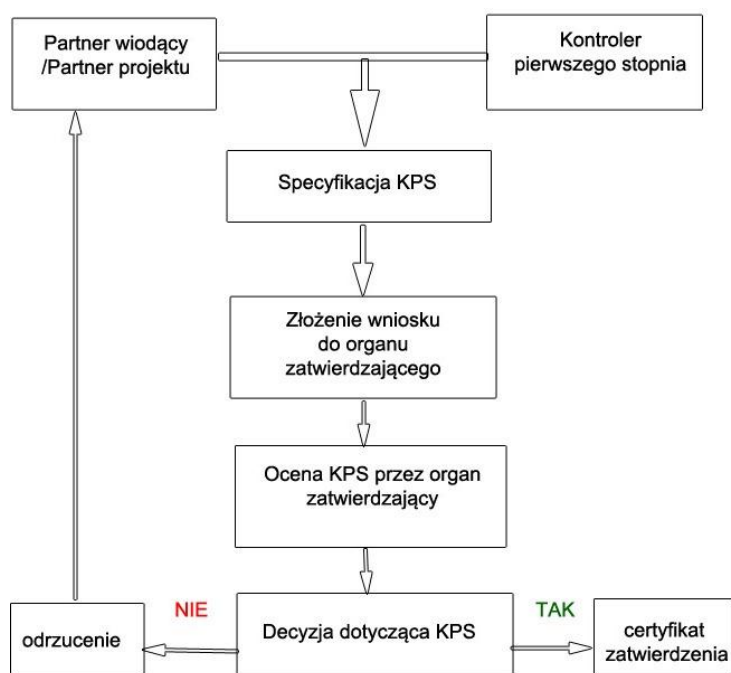 Partner wiodący
/Partner projektu
Kontroler
pierwszego stopnia
Specyfikacja KPS
Złożenie wniosku
do organu
zatwierdzającego
Ocena KPS przez organ
zatwierdzający
NIE
TAK
odrzucenie
Decyzja dotycząca KPS
certyfikat
zatwierdzenia